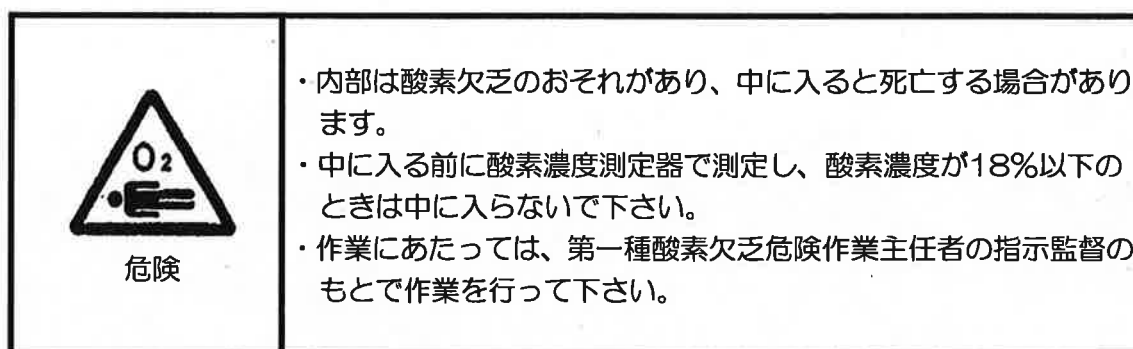 O2
危険
・内部は酸素欠乏のおそれがあり、中に入ると死亡する場合があり
ます。
・中に入る前に酸素濃度測定器で測定し、酸素濃度が18%以下の
ときは中に入らないで下さい。
・作業にあたっては、第一種酸素欠乏危険作業主任者の指示監督の
もとで作業を行って下さい。